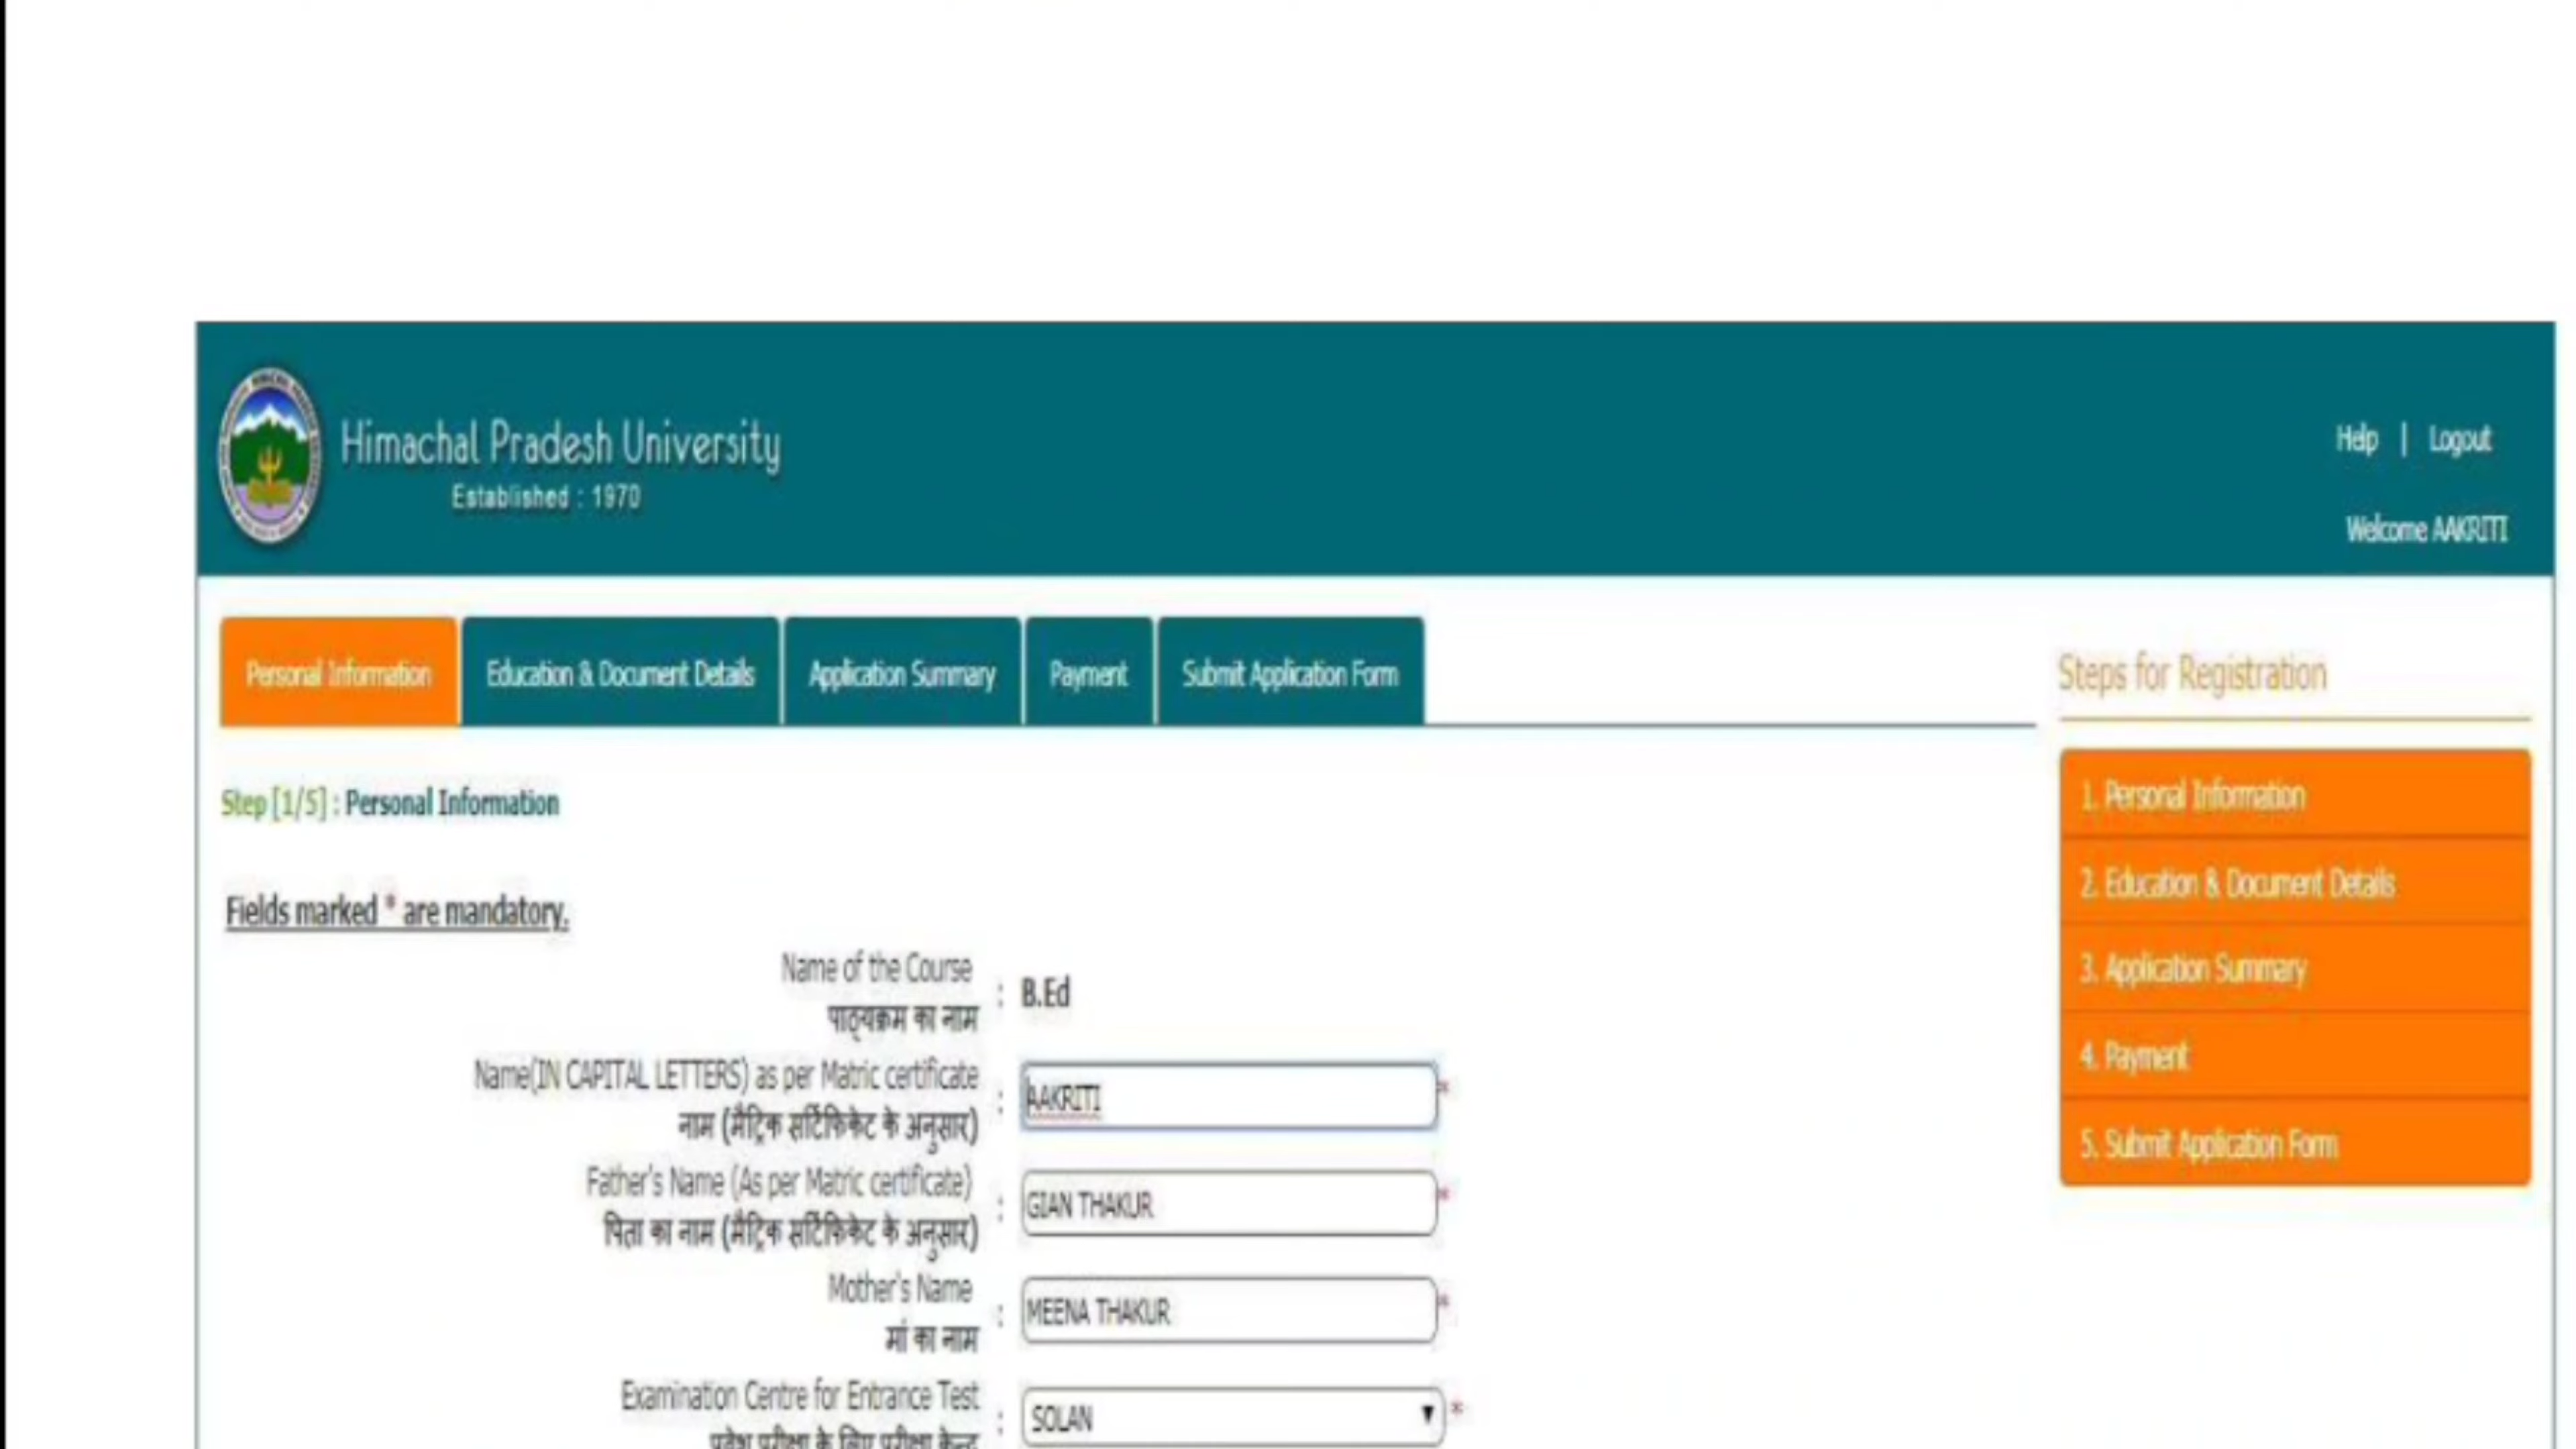 Himachal Pradesh University
Established : 1970
Help | Logout
Welcome AAKRITI
Personal Information
Education & Document Details
Application Summary
Payment
Submit Application Form
Steps for Registration
1. Personal Information
2. Education & Document Details
3. Application Summary
4. Payment
5. Submit Application Form
Step [1/5] : Personal Information
Fields marked * are mandatory.
Name of the Course
पाठ्यक्रम का नाम
: B.Ed
Name(IN CAPITAL LETTERS) as per Matric certificate
नाम (मैट्रिक सर्टिफिकेट के अनुसार)
: AAKRITI *
Father's Name (As per Matric certificate)
पिता का नाम (मैट्रिक सर्टिफिकेट के अनुसार)
: GIAN THAKUR *
Mother's Name
मां का नाम
: MEENA THAKUR *
Examination Centre for Entrance Test
प्रवेश परीक्षा के लिए परीक्षा केन्द्र
: SOLAN *